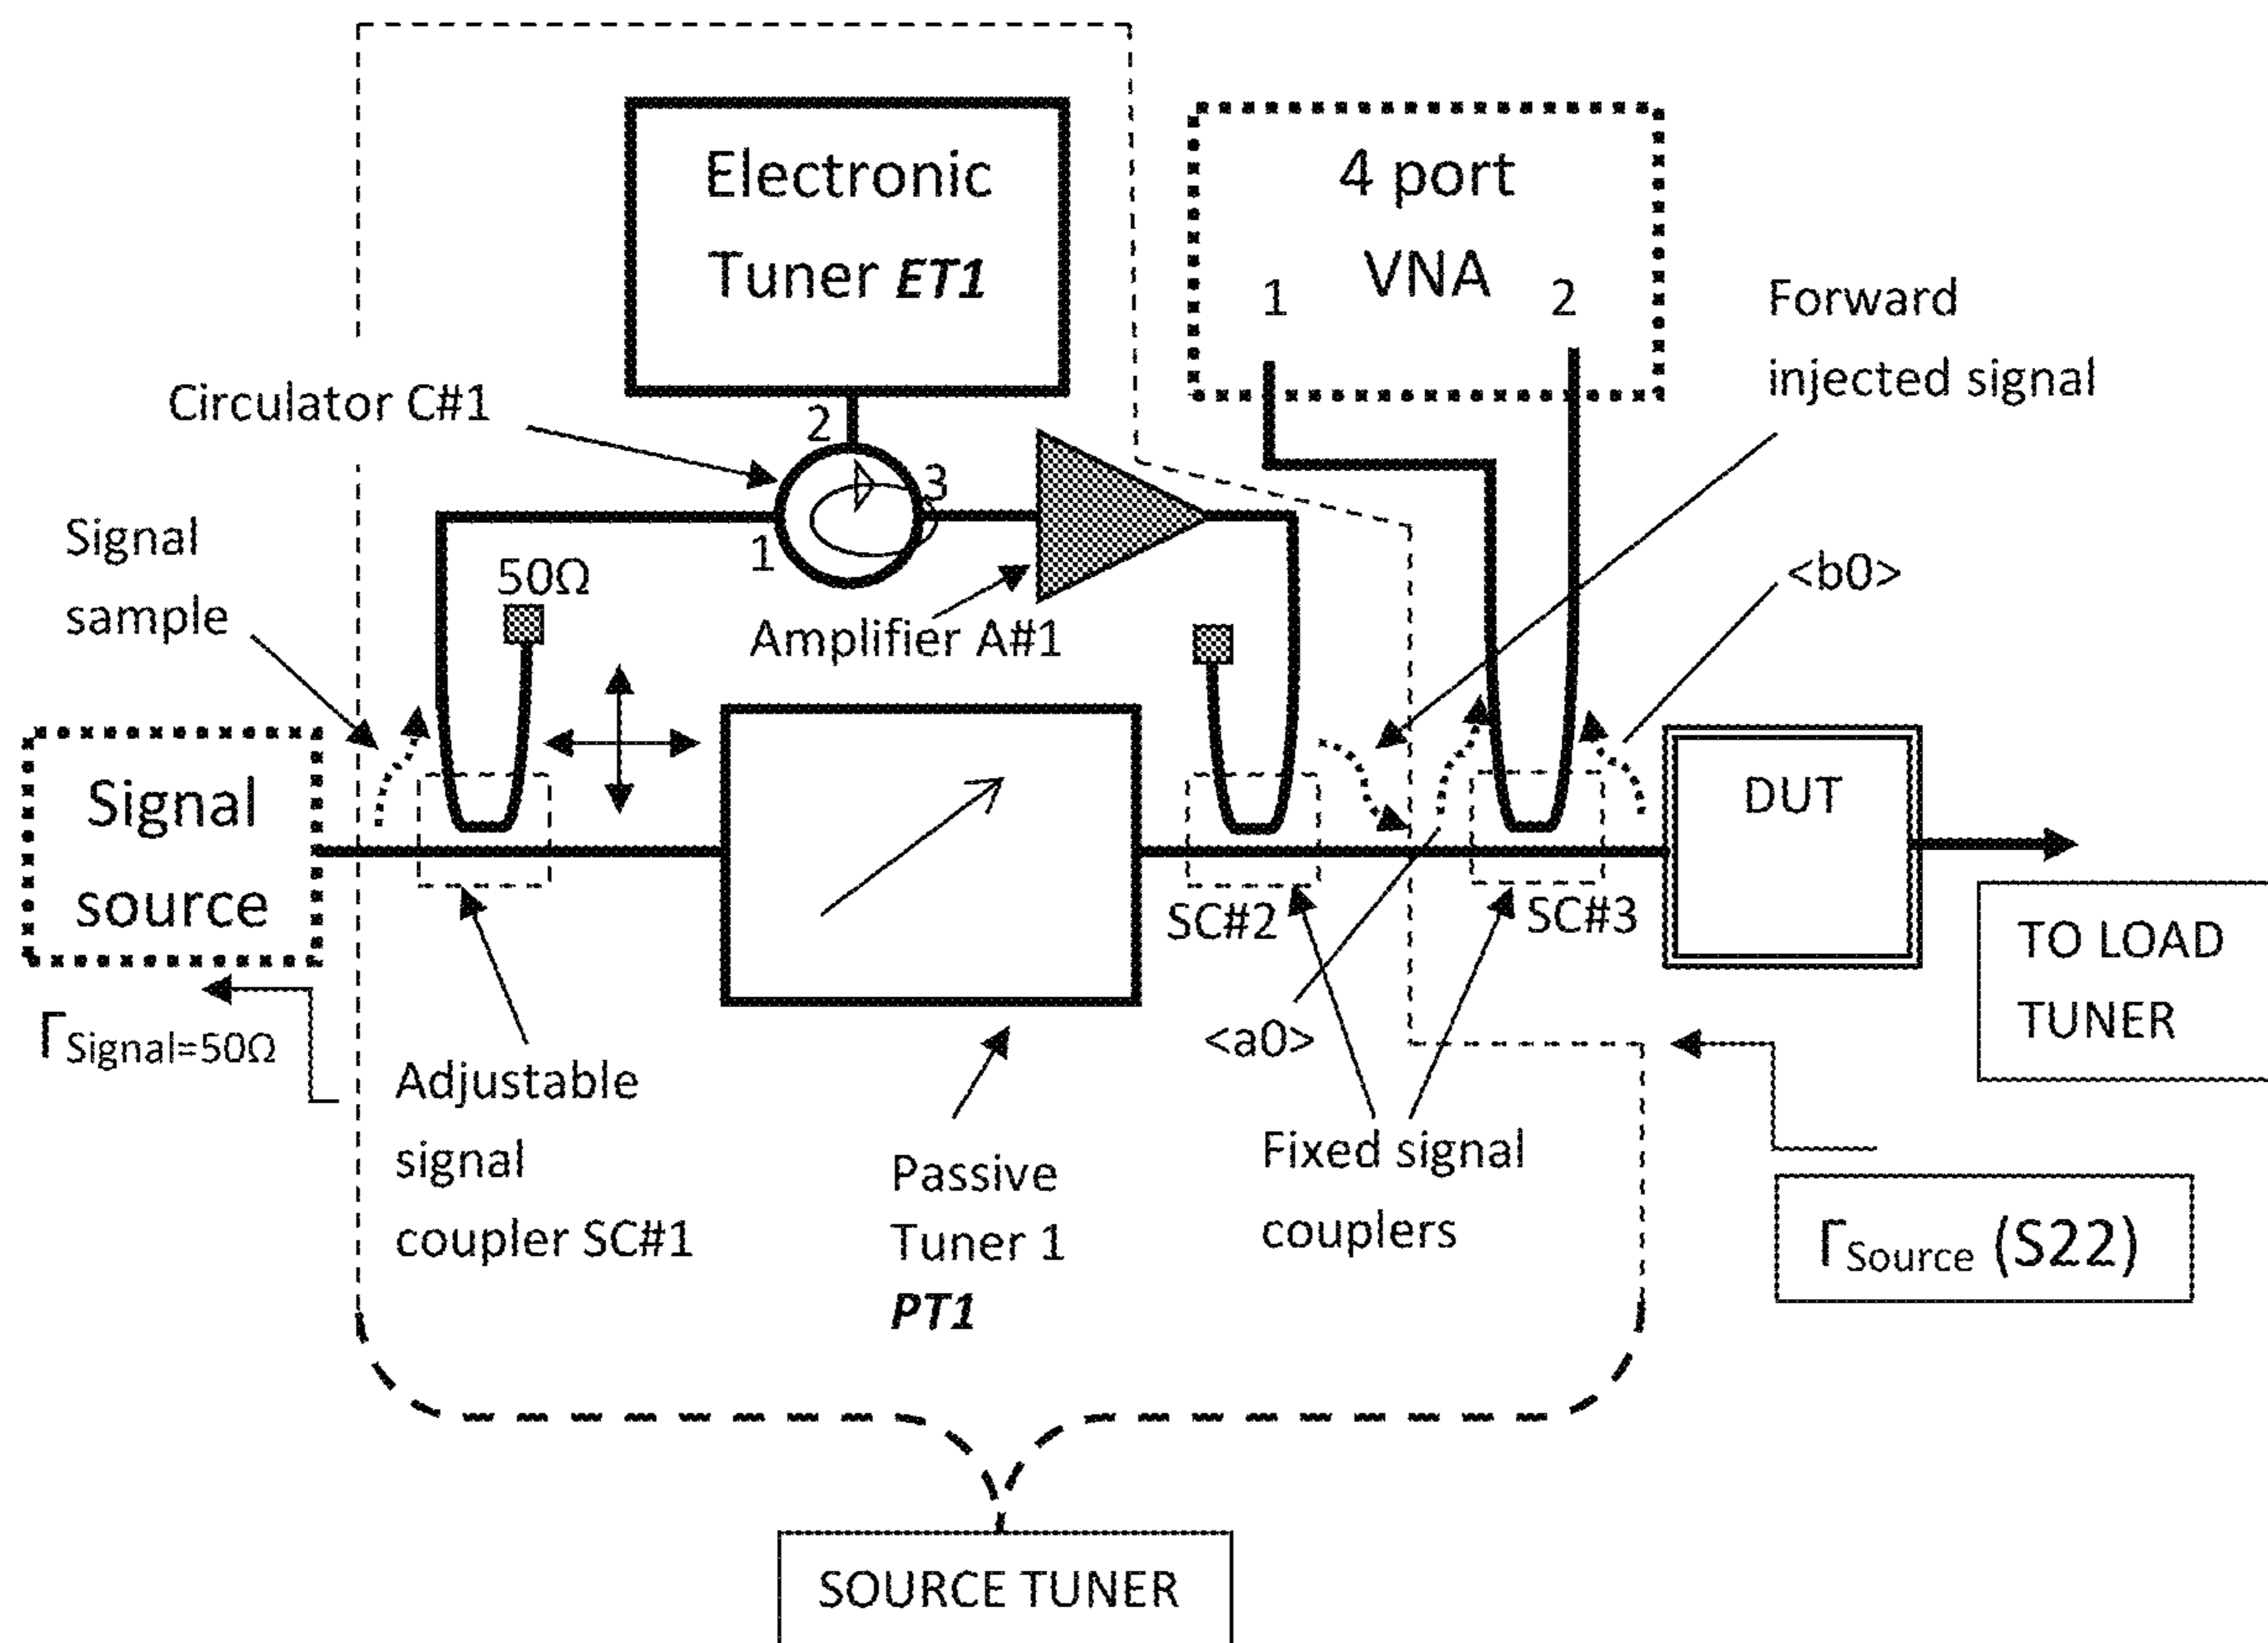 Electronic
Tuner ET1
4 port
VNA
1
2
Forward
injected signal
Circulator C#1
2
3
1
Signal
sample
50Ω
Amplifier A#1
<b0>
Signal
source
DUT
SC#2
SC#3
TO LOAD
TUNER
ΓSignal=50Ω
<a0>
Adjustable
signal
coupler SC#1
Passive
Tuner 1
PT1
Fixed signal
couplers
ΓSource (S22)
SOURCE TUNER